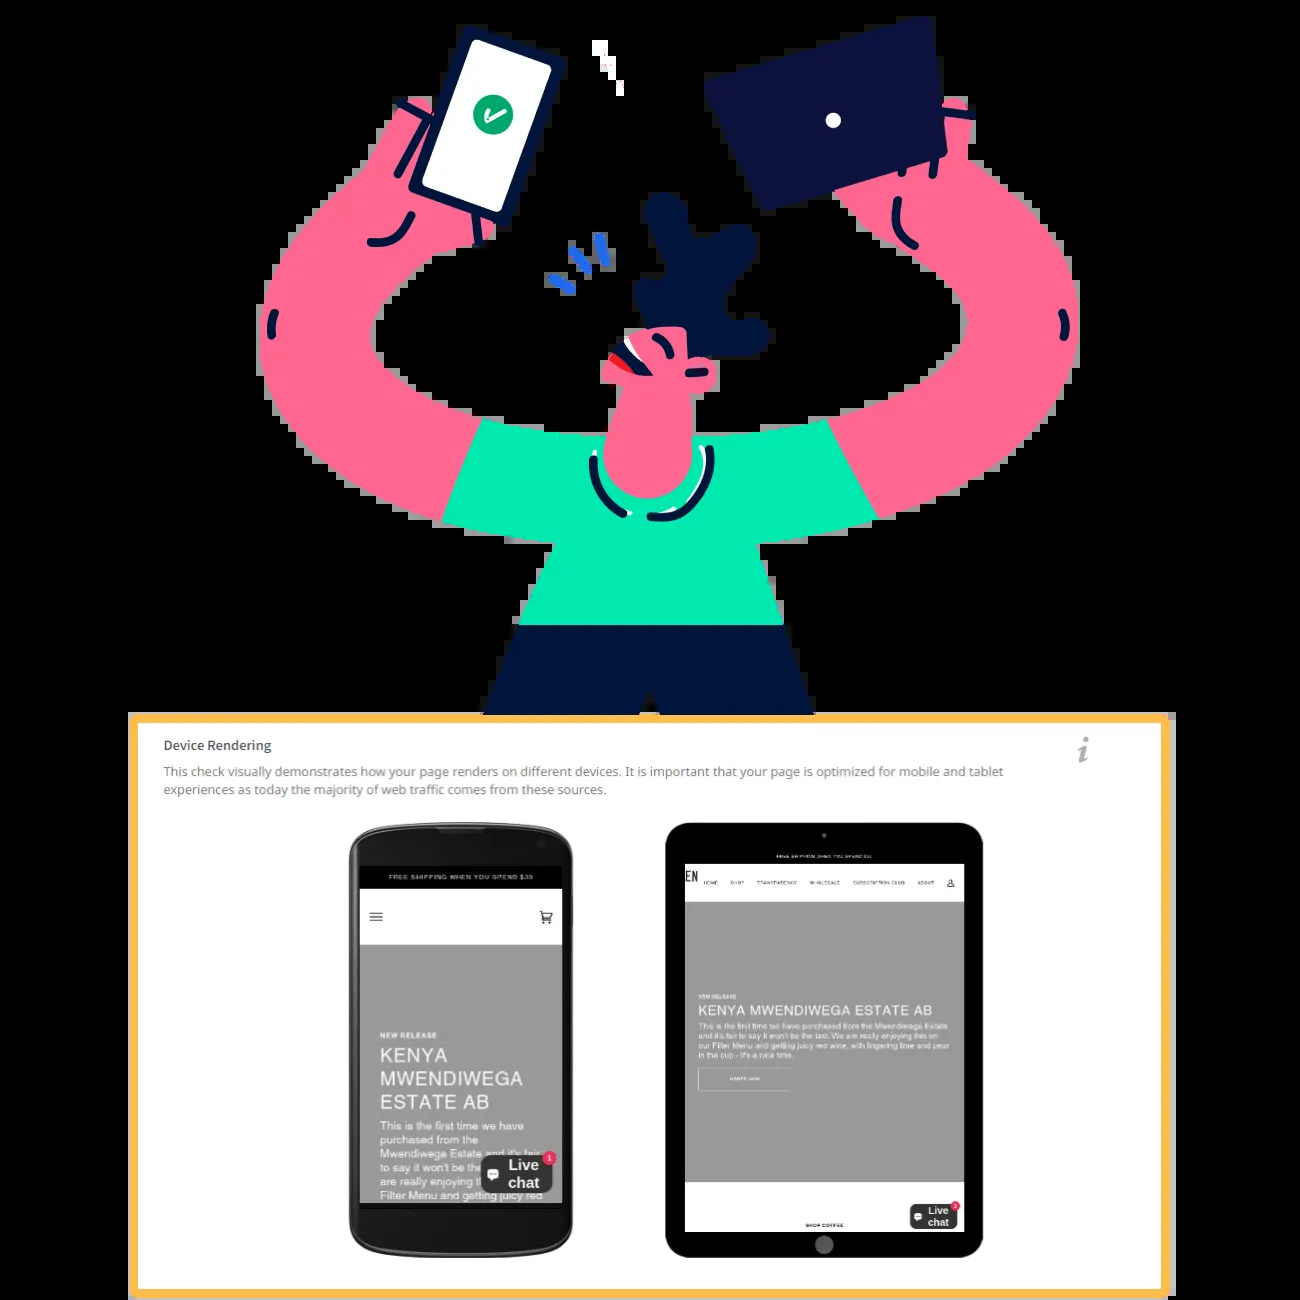 Device Rendering
This check visually demonstrates how your page renders on different devices. It is important that your page is optimized for mobile and tablet
experiences as today the majority of web traffic comes from these sources.
FREE SHIPPING WHEN YOU SPEND $30
NEW RELEASE
KENYA
MWENDIWEGA
ESTATE AB
This is the first time we have
purchased from the
Mwendiwega Estate and it's fair
to say it won't be the
are really enjoying
Filter Menu and getting juicy red
Live
chat
1
FREE SHIPPING WHEN YOU SPEND $30
EN
HOME SHOP TRANSPARENCY WHOLESALE SUBSCRIPTION CLUB ABOUT
NEW RELEASE
KENYA MWENDIWEGA ESTATE AB
This is the first time we have purchased from the Mwendiwega Estate
and it's fair to say it won't be the last. We are really enjoying this on
our Filter Menu and getting juicy red wine, with lingering lime and pear
in the cup - it's a nice time.
SHOP COFFEE
Live
chat
1